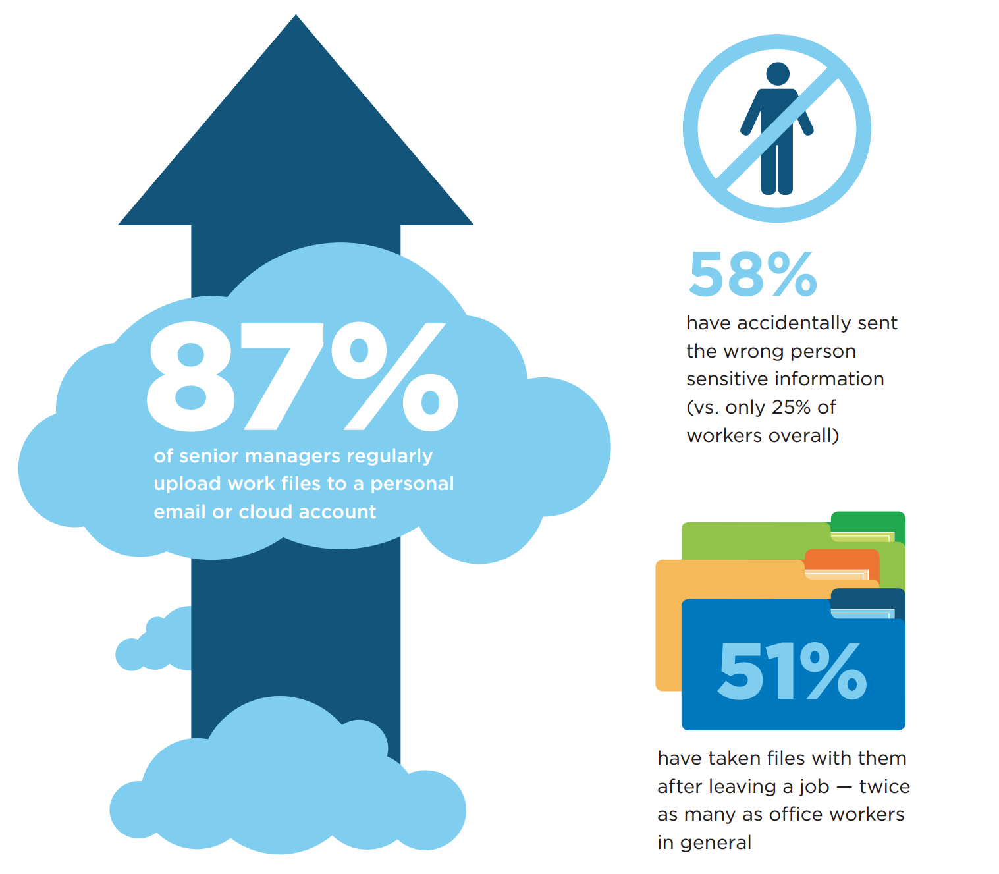 87%
of senior managers regularly
upload work files to a personal
email or cloud account
58%
have accidentally sent
the wrong person
sensitive information
(vs. only 25% of
workers overall)
51%
have taken files with them
after leaving a job — twice
as many as office workers
in general